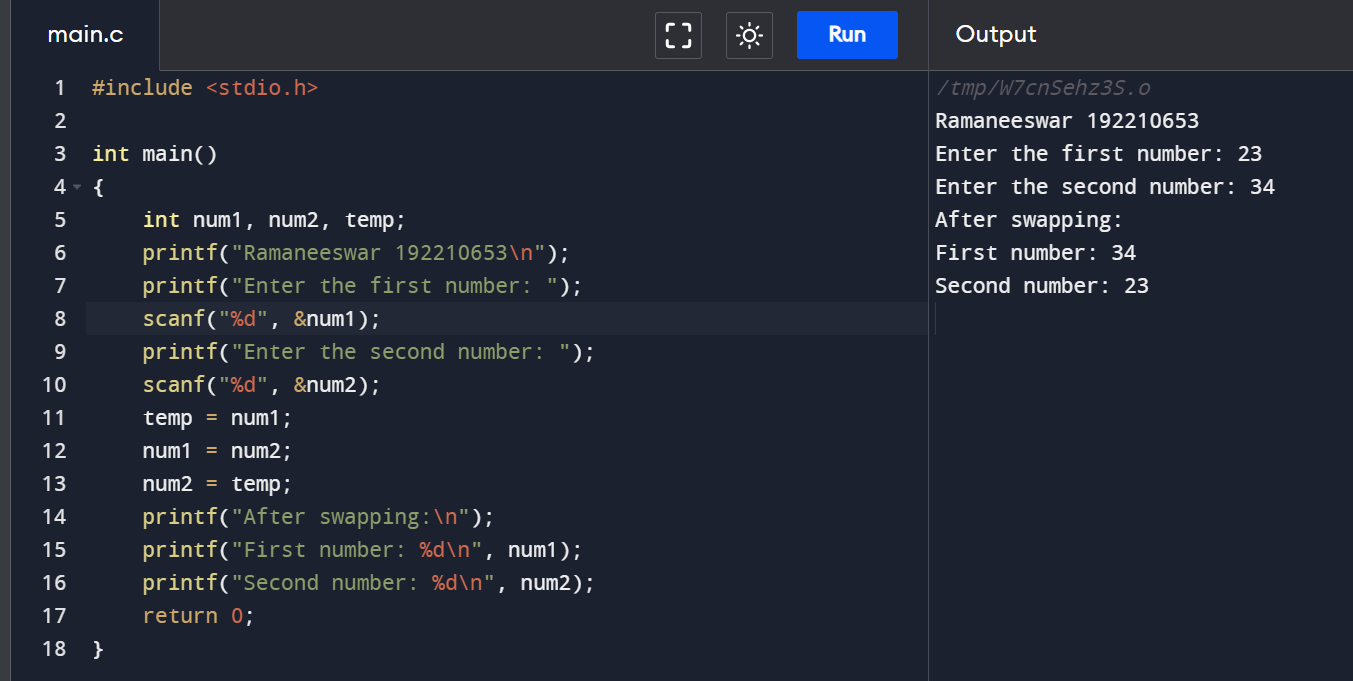 main.c
Run
Output
1 #include <stdio.h>
2
3 int main()
4 {
5     int num1, num2, temp;
6     printf("Ramaneeswar 192210653\n");
7     printf("Enter the first number: ");
8     scanf("%d", &num1);
9     printf("Enter the second number: ");
10     scanf("%d", &num2);
11     temp = num1;
12     num1 = num2;
13     num2 = temp;
14     printf("After swapping:\n");
15     printf("First number: %d\n", num1);
16     printf("Second number: %d\n", num2);
17     return 0;
18 }
/tmp/W7cnSehz3S.o
Ramaneeswar 192210653
Enter the first number: 23
Enter the second number: 34
After swapping:
First number: 34
Second number: 23